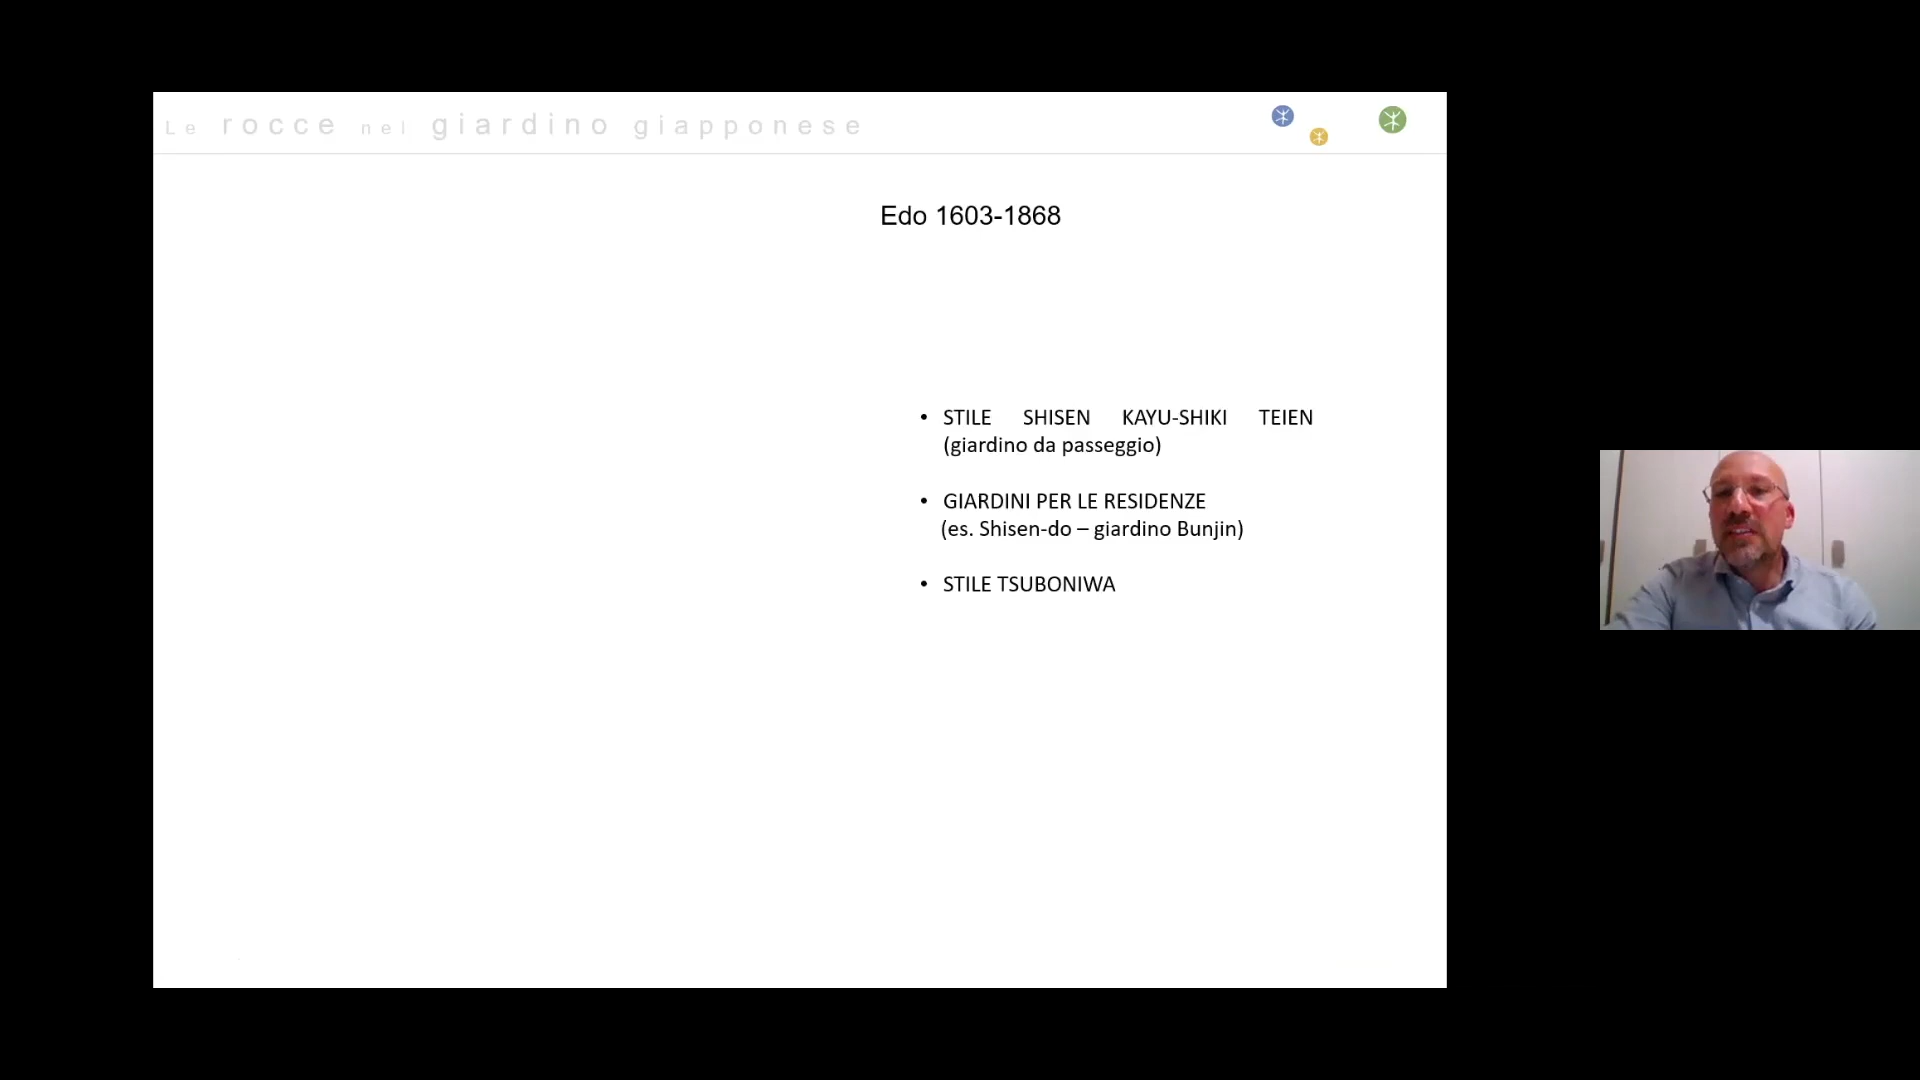 Le rocce nel giardino giapponese
Edo 1603-1868
• STILE SHISEN KAYU-SHIKI TEIEN
(giardino da passeggio)
• GIARDINI PER LE RESIDENZE
(es. Shisen-do – giardino Bunjin)
• STILE TSUBONIWA